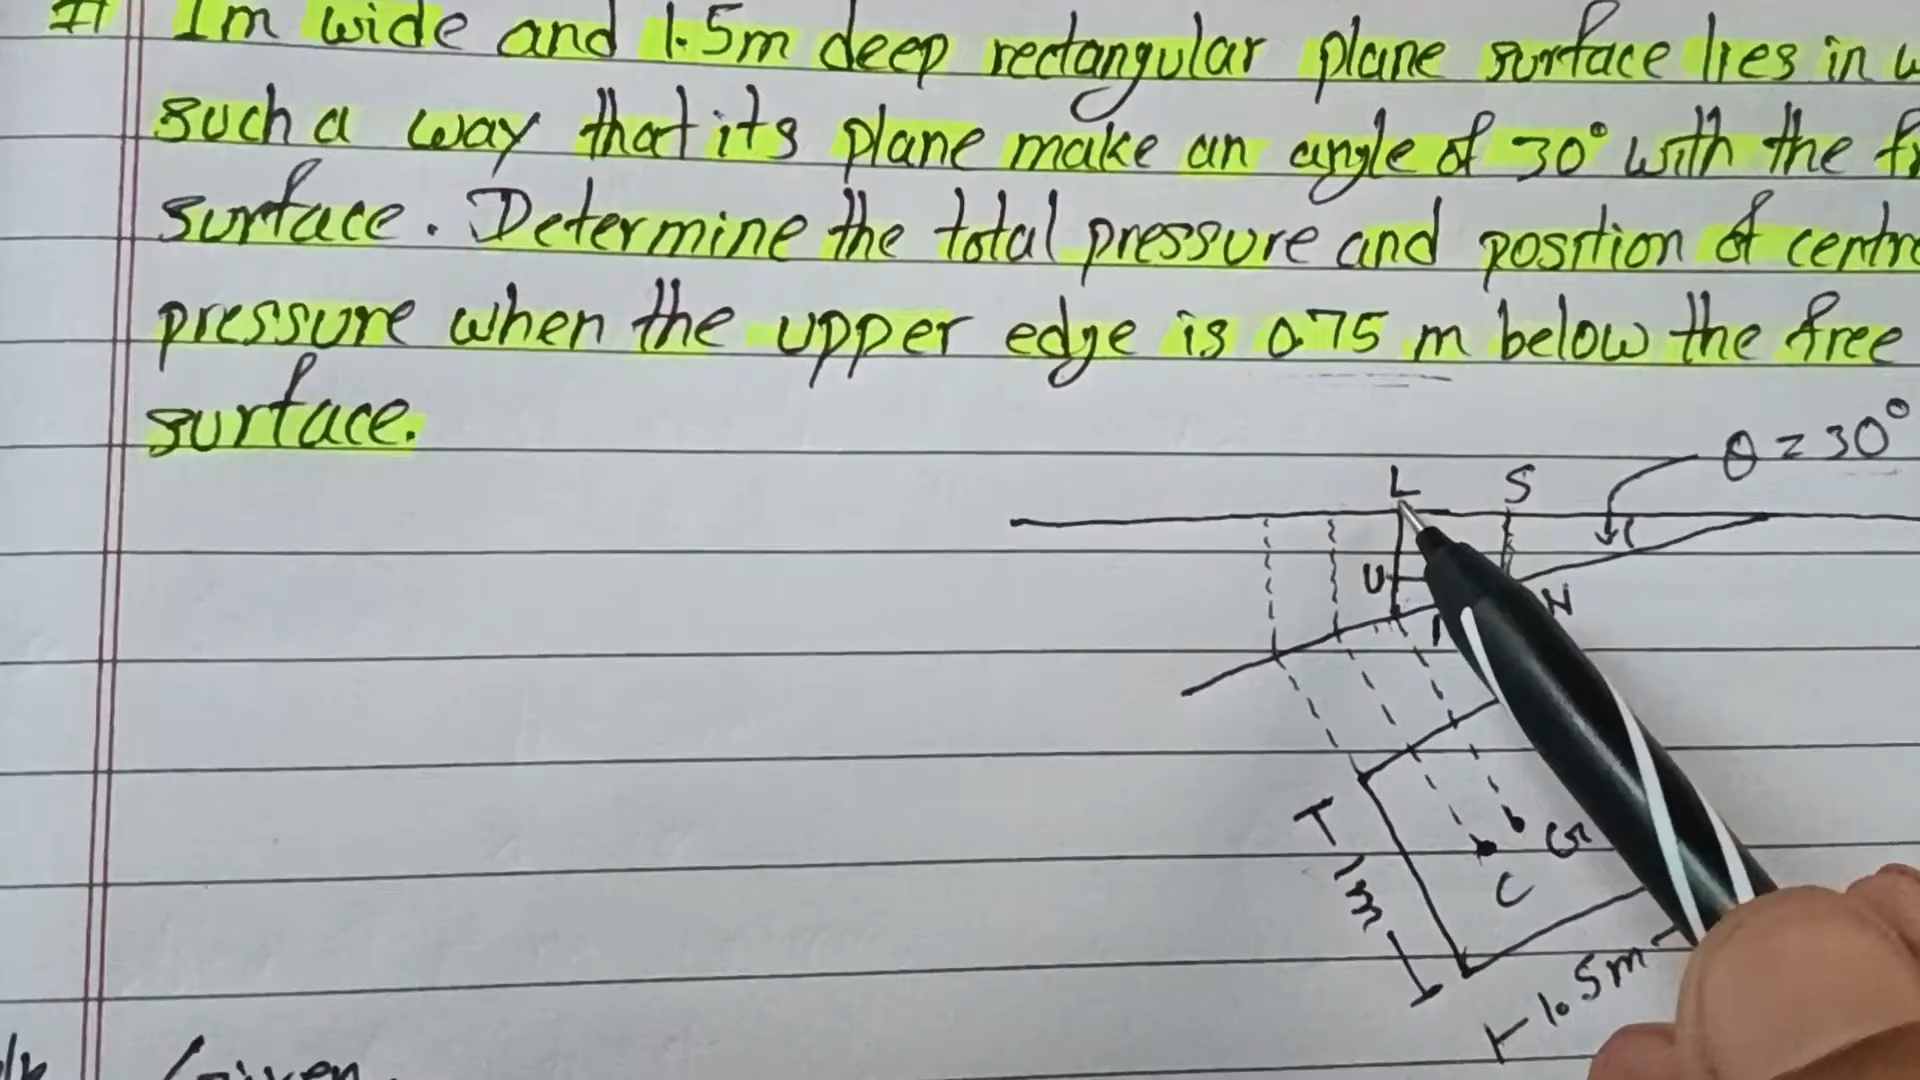 1m wide and 1.5m deep rectangular plane surface lies in
such a way that its plane make an angle of 30° with the
surface. Determine the total pressure and position of centre
pressure when the upper edge is 0.75 m below the free
surface.
θ = 30°
L S
U
N
G
C
1m
1.5m
Given